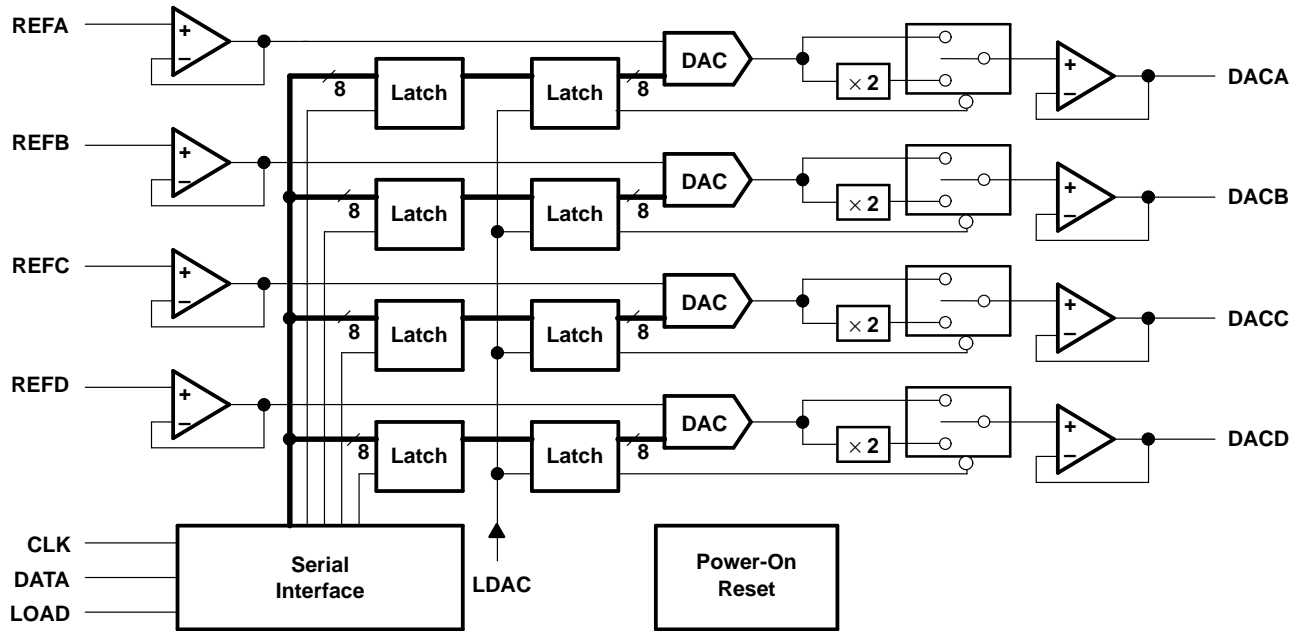 REFA
DAC
8
Latch
Latch
8
× 2
DACA
REFB
DAC
8
Latch
Latch
8
× 2
DACB
REFC
DAC
8
Latch
Latch
8
× 2
DACC
REFD
DAC
8
Latch
Latch
8
× 2
DACD
CLK
DATA
LOAD
Serial
Interface
LDAC
Power-On
Reset